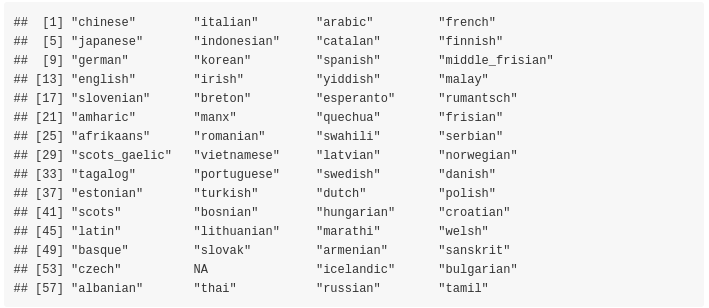 ##  [1] "chinese"        "italian"        "arabic"         "french"
##  [5] "japanese"       "indonesian"     "catalan"        "finnish"
##  [9] "german"         "korean"         "spanish"        "middle_frisian"
## [13] "english"        "irish"          "yiddish"        "malay"
## [17] "slovenian"      "breton"         "esperanto"      "rumantsch"
## [21] "amharic"        "manx"           "quechua"        "frisian"
## [25] "afrikaans"      "romanian"       "swahili"        "serbian"
## [29] "scots_gaelic"   "vietnamese"     "latvian"        "norwegian"
## [33] "tagalog"        "portuguese"     "swedish"        "danish"
## [37] "estonian"       "turkish"        "dutch"          "polish"
## [41] "scots"          "bosnian"        "hungarian"      "croatian"
## [45] "latin"          "lithuanian"     "marathi"        "welsh"
## [49] "basque"         "slovak"         "armenian"       "sanskrit"
## [53] "czech"          NA               "icelandic"      "bulgarian"
## [57] "albanian"       "thai"           "russian"        "tamil"